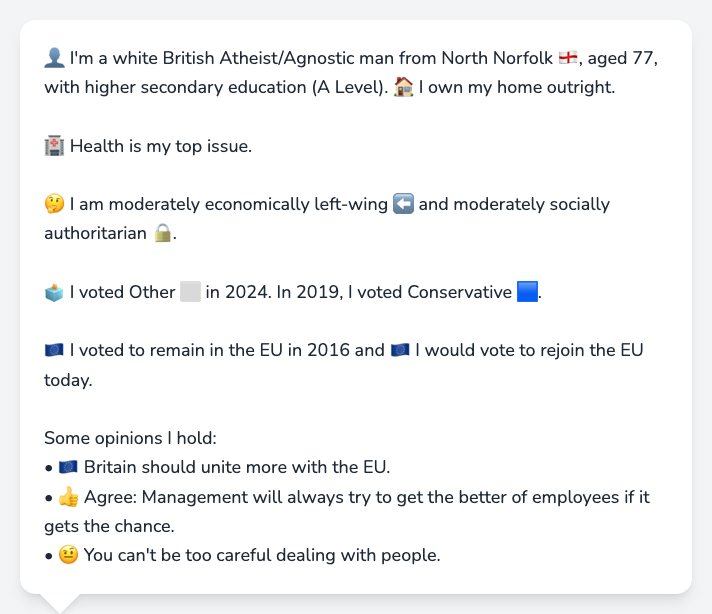 👤 I'm a white British Atheist/Agnostic man from North Norfolk 🏴󠁧󠁢󠁥󠁮󠁧󠁿, aged 77,
with higher secondary education (A Level). 🏠 I own my home outright.
🏥 Health is my top issue.
🤔 I am moderately economically left-wing ⬅️ and moderately socially
authoritarian 🔒.
🗳️ I voted Other ⬜ in 2024. In 2019, I voted Conservative 🟦.
🇪🇺 I voted to remain in the EU in 2016 and 🇪🇺 I would vote to rejoin the EU
today.
Some opinions I hold:
• 🇪🇺 Britain should unite more with the EU.
• 👍 Agree: Management will always try to get the better of employees if it
gets the chance.
• 🤨 You can't be too careful dealing with people.